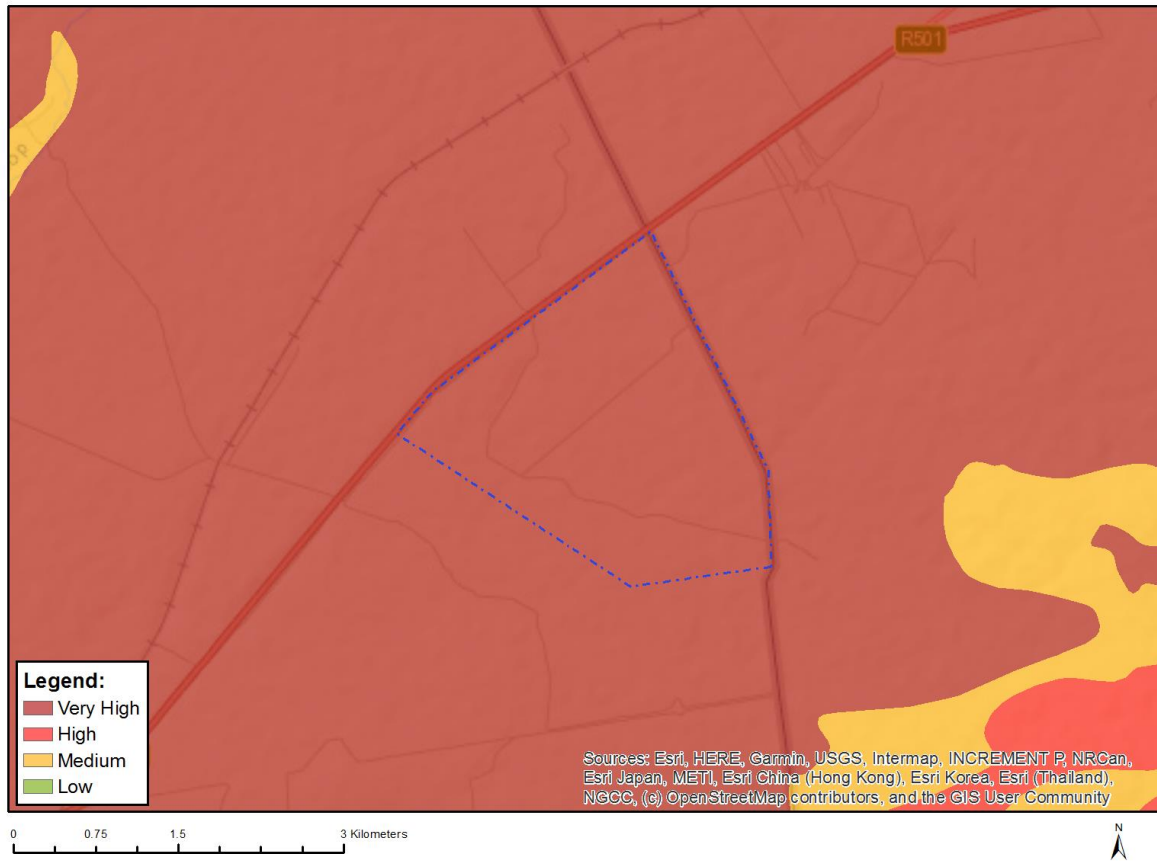 R501
Legend:
Very High
High
Medium
Low
Sources: Esri, HERE, Garmin, USGS, Intermap, INCREMENT P, NRCan,
Esri Japan, METI, Esri China (Hong Kong), Esri Korea, Esri (Thailand),
NGCC, (c) OpenStreetMap contributors, and the GIS User Community
0 0.75 1.5 3 Kilometers
N